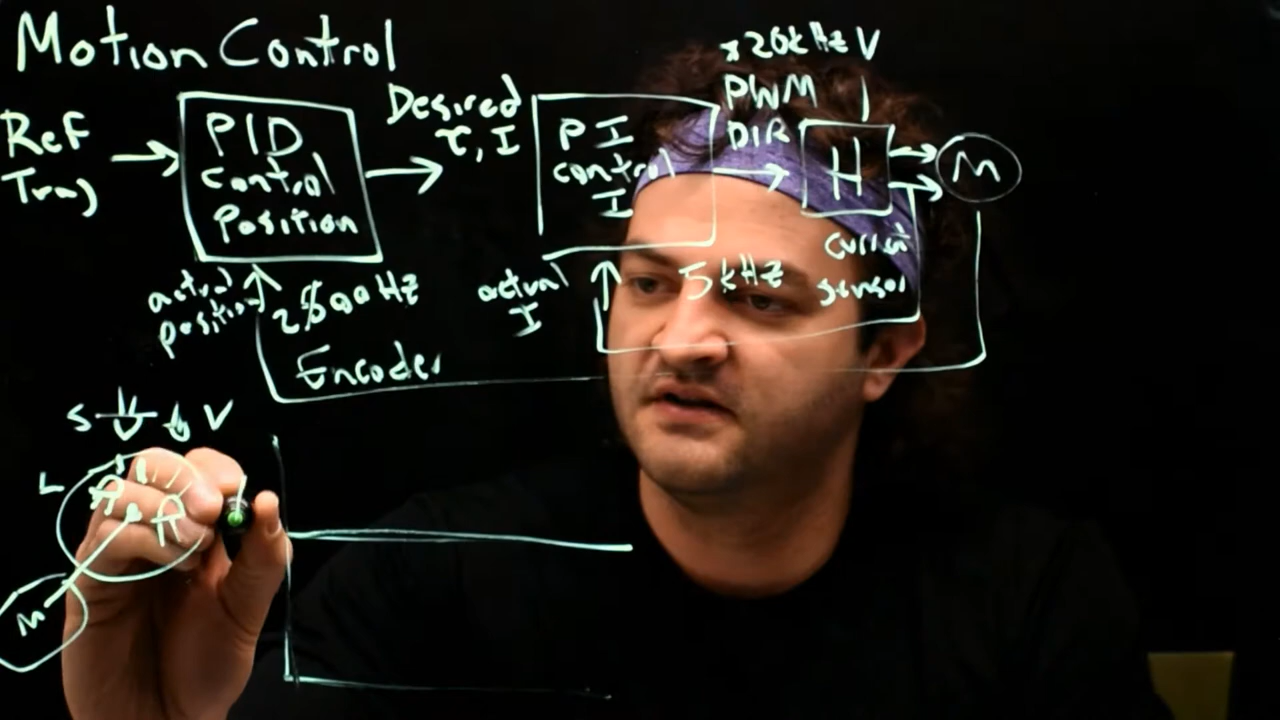 Motion Control
Ref
Traj
PID
control
Position
Desired
τ, I
PI
control
I
≈20kHz V
PWM
DIR
H
M
current
sensor
actual
position
200Hz
Encoder
actual
I
5kHz
S
V
L
M